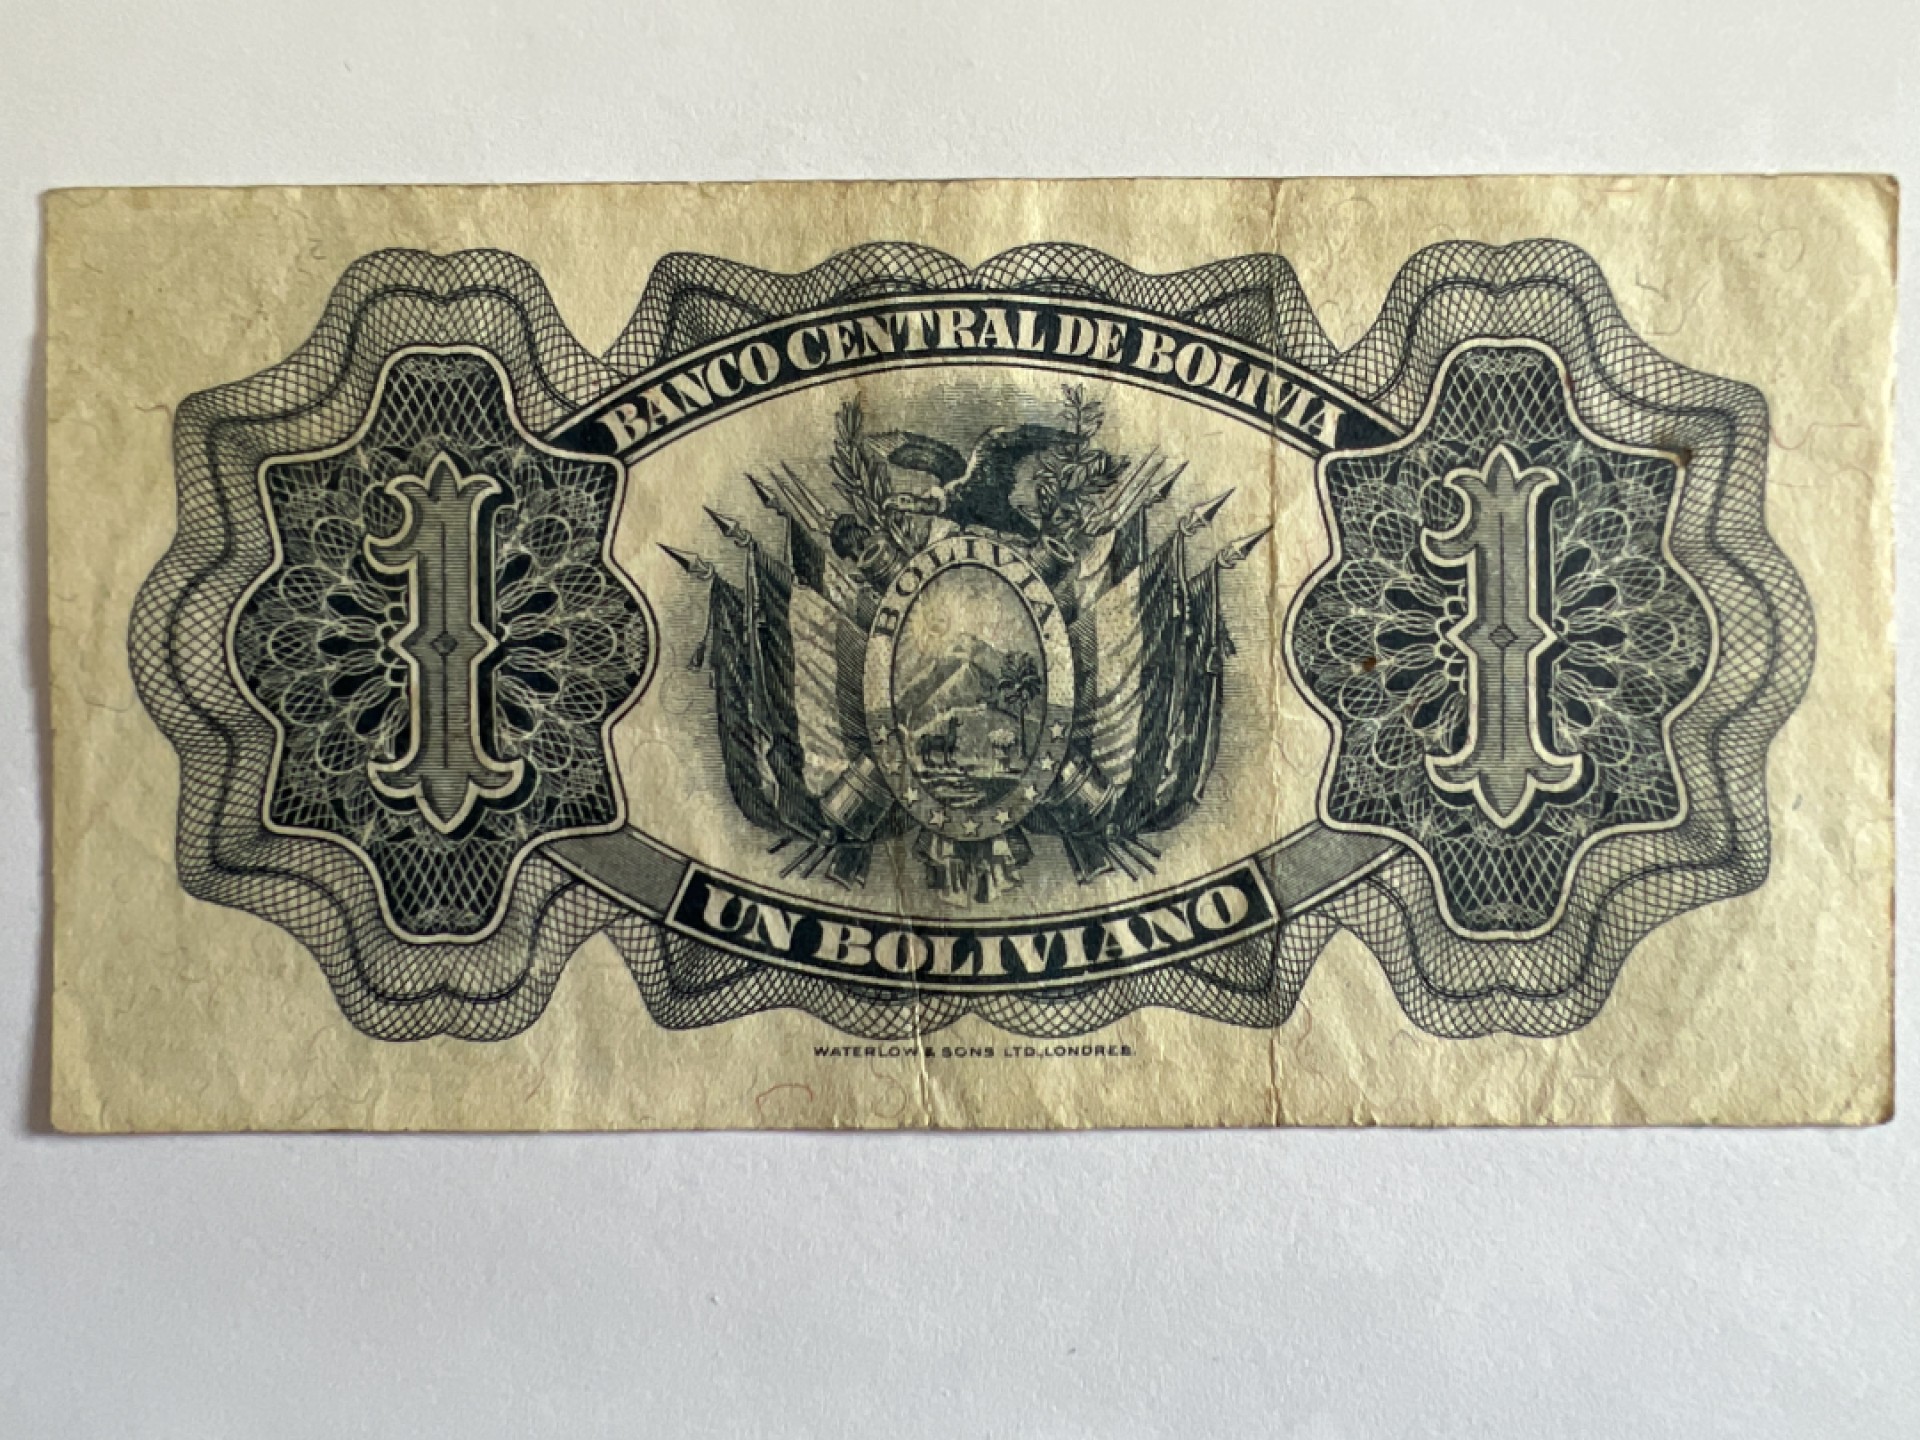 BANCO CENTRAL DE BOLIVIA
BOLIVIA
1
1
UN BOLIVIANO
WATERLOW & SONS LTD., LONDRES.